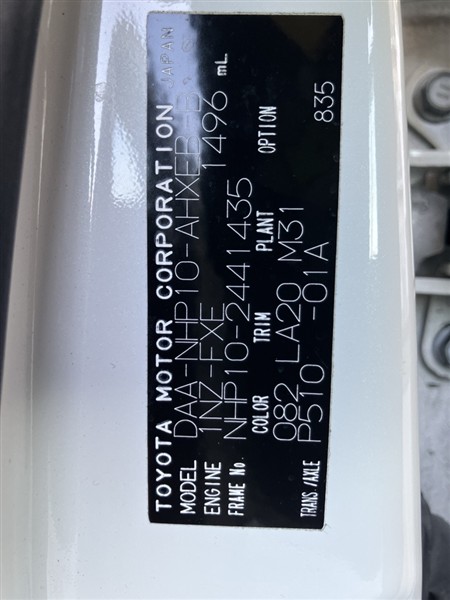 TOYOTA MOTOR CORPORATION JAPAN
MODEL DAA-NHP10-AHXEB
ENGINE 1NZ-FXE 1496 mL
FRAME No. NHP10-2441435
COLOR TRIM PLANT OPTION
082 LA20 M31 835
TRANS/AXLE P510 -01A